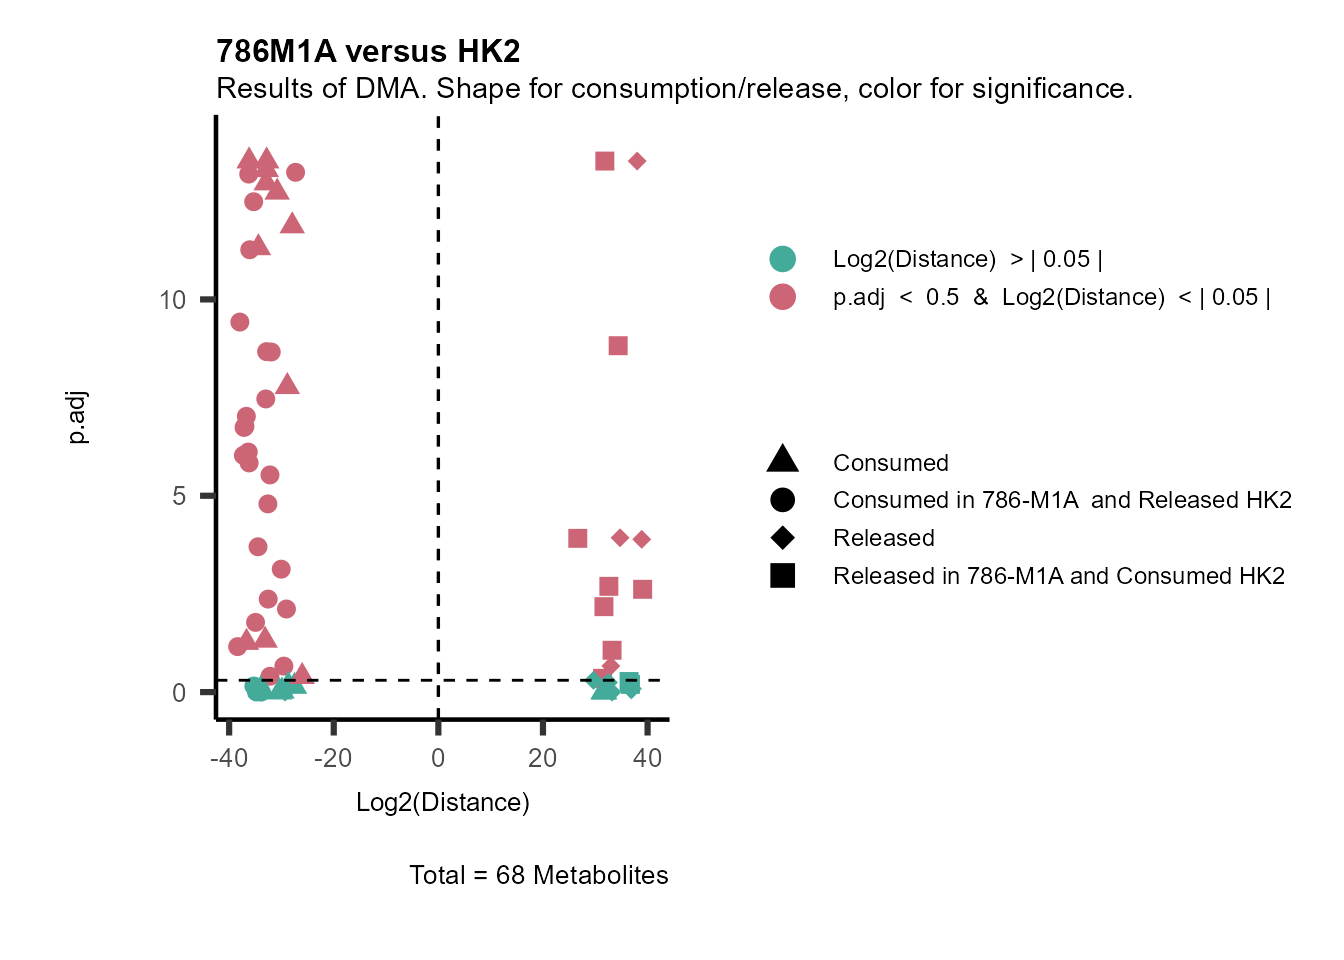 786M1A versus HK2
Results of DMA. Shape for consumption/release, color for significance.
p.adj
10
5
0
-40 -20 0 20 40
Log2(Distance)
Total = 68 Metabolites
Log2(Distance) > | 0.05 |
p.adj < 0.5 & Log2(Distance) < | 0.05 |
Consumed
Consumed in 786-M1A and Released HK2
Released
Released in 786-M1A and Consumed HK2